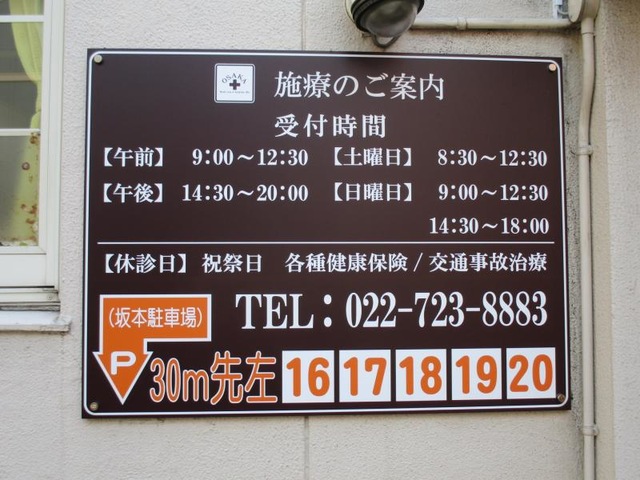 OSAKA
施療のご案内
受付時間
【午前】 9:00～12:30 【土曜日】 8:30～12:30
【午後】 14:30～20:00 【日曜日】 9:00～12:30
14:30～18:00
【休診日】 祝祭日 各種健康保険 / 交通事故治療
TEL：022-723-8883
(坂本駐車場)
P 30m先左 16 17 18 19 20